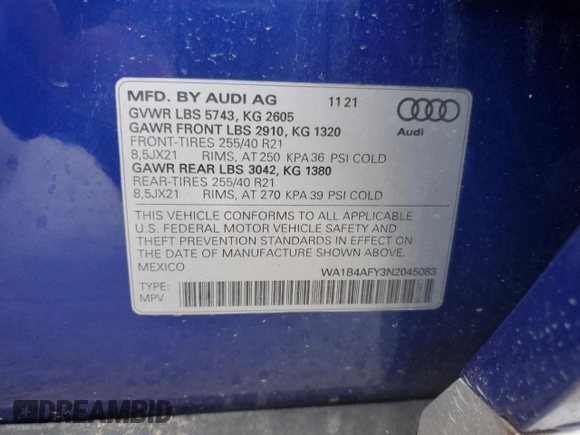 MFD. BY AUDI AG 11 21
GVWR LBS 5743, KG 2605
GAWR FRONT LBS 2910, KG 1320
FRONT-TIRES 255/40 R21
8,5JX21 RIMS, AT 250 KPA 36 PSI COLD
GAWR REAR LBS 3042, KG 1380
REAR-TIRES 255/40 R21
8,5JX21 RIMS, AT 270 KPA 39 PSI COLD
Audi
THIS VEHICLE CONFORMS TO ALL APPLICABLE
U.S. FEDERAL MOTOR VEHICLE SAFETY AND
THEFT PREVENTION STANDARDS IN EFFECT ON
THE DATE OF MANUFACTURE SHOWN ABOVE.
MEXICO WA1B4AFY3N2045083
TYPE:
MPV
DREAMBID